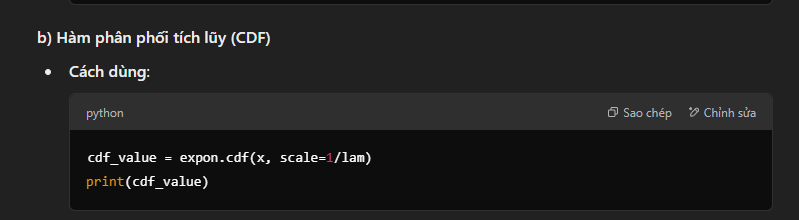 b) Hàm phân phối tích lũy (CDF)
• Cách dùng:
python Sao chép Chỉnh sửa
cdf_value = expon.cdf(x, scale=1/lam)
print(cdf_value)